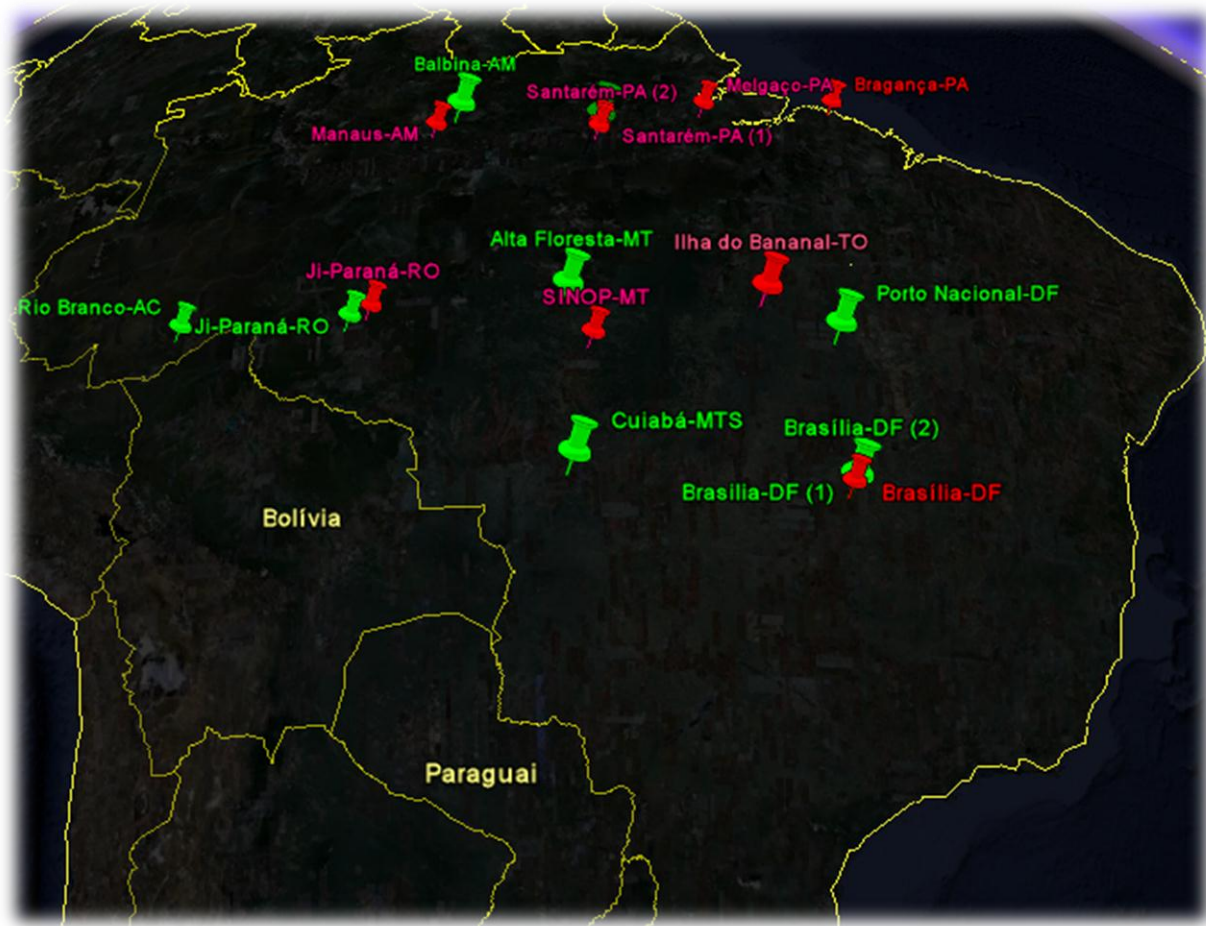 Balbina-AM
Santarém-PA (2)
Melgaço-PA
Bragança-PA
Manaus-AM
Santarém-PA (1)
Alta Floresta-MT
Ilha do Bananal-TO
Ji-Paraná-RO
SINOP-MT
Porto Nacional-DF
Rio Branco-AC
Ji-Paraná-RO
Cuiabá-MTS
Brasília-DF (2)
Brasilia-DF (1)
Brasília-DF
Bolívia
Paraguai